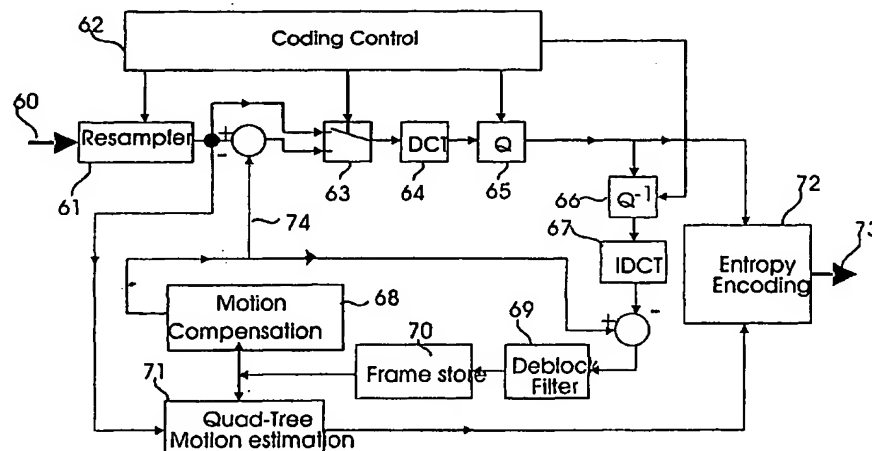 62
Coding Control
60
Resampler
61
±
-
63
DCT
64
Q
65
66
Q-1
67
IDCT
72
Entropy
Encoding
73
74
Motion
Compensation
68
±
-
69
Deblock
Filter
70
Frame store
71
Quad-Tree
Motion estimation